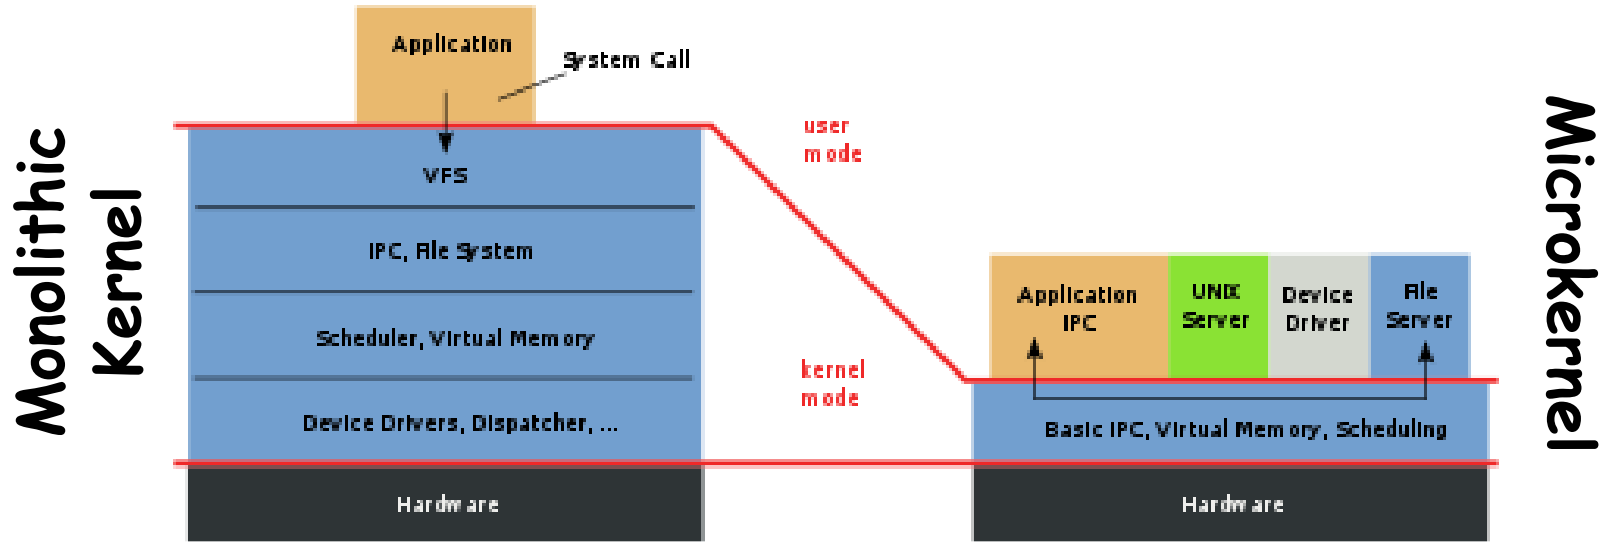 Monolithic
Kernel
Application
System Call
VFS
IPC, File System
Scheduler, Virtual Memory
Device Drivers, Dispatcher, ...
Hardware
user
mode
kernel
mode
Application
IPC
UNIX
Server
Device
Driver
File
Server
Basic IPC, Virtual Memory, Scheduling
Hardware
Microkernel